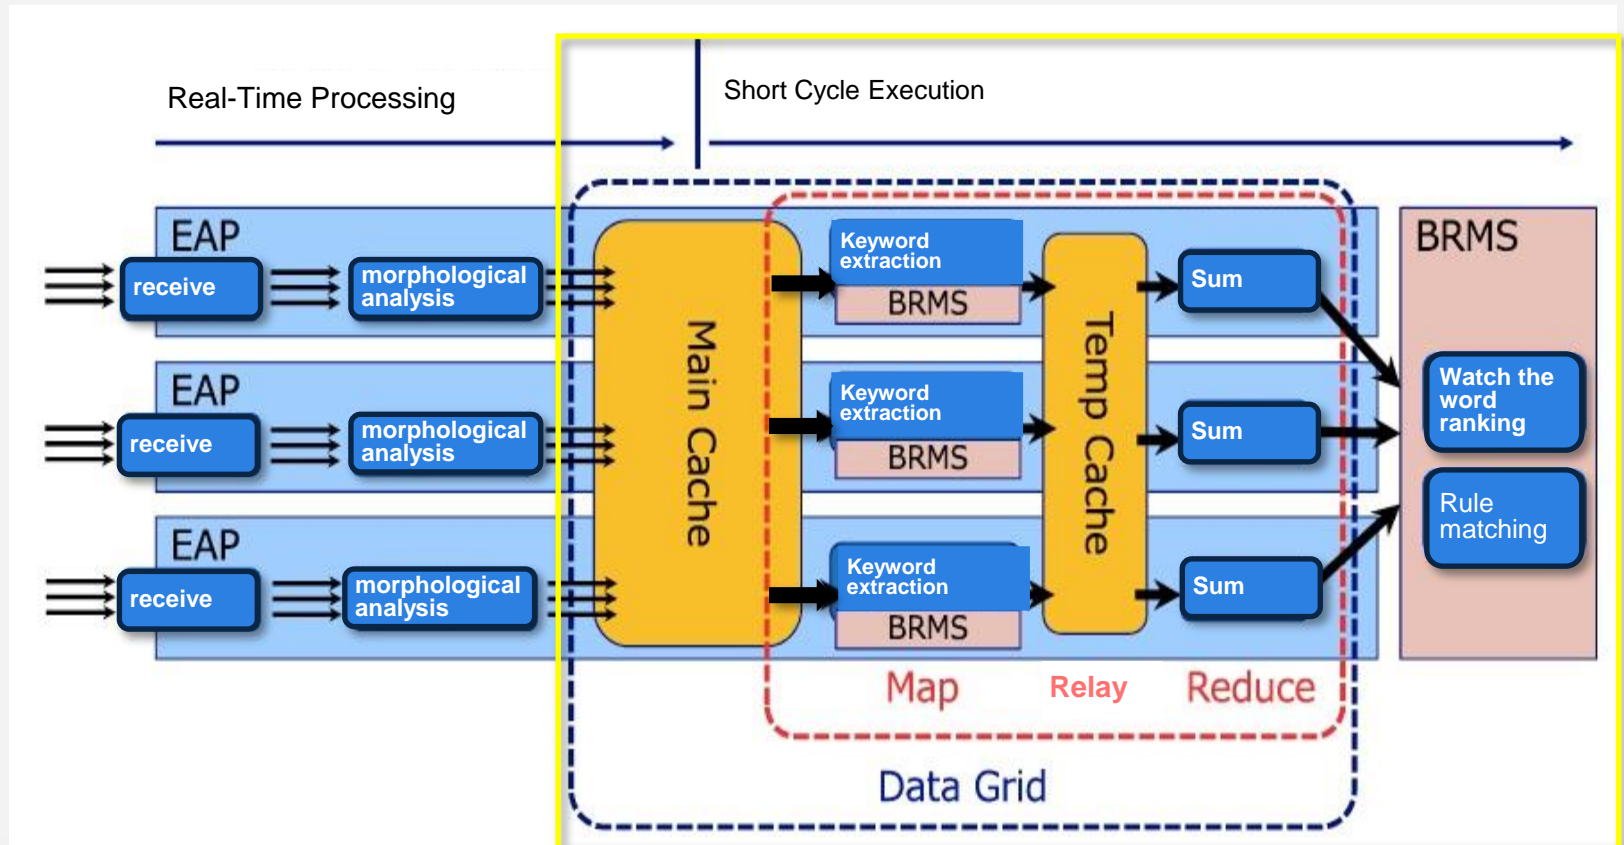 Real-Time Processing
Short Cycle Execution
EAP
receive
morphological
analysis
Keyword
extraction
BRMS
Sum
EAP
receive
morphological
analysis
Keyword
extraction
BRMS
Sum
EAP
receive
morphological
analysis
Keyword
extraction
BRMS
Sum
Main Cache
Temp Cache
BRMS
Watch the
word
ranking
Rule
matching
Map
Relay
Reduce
Data Grid